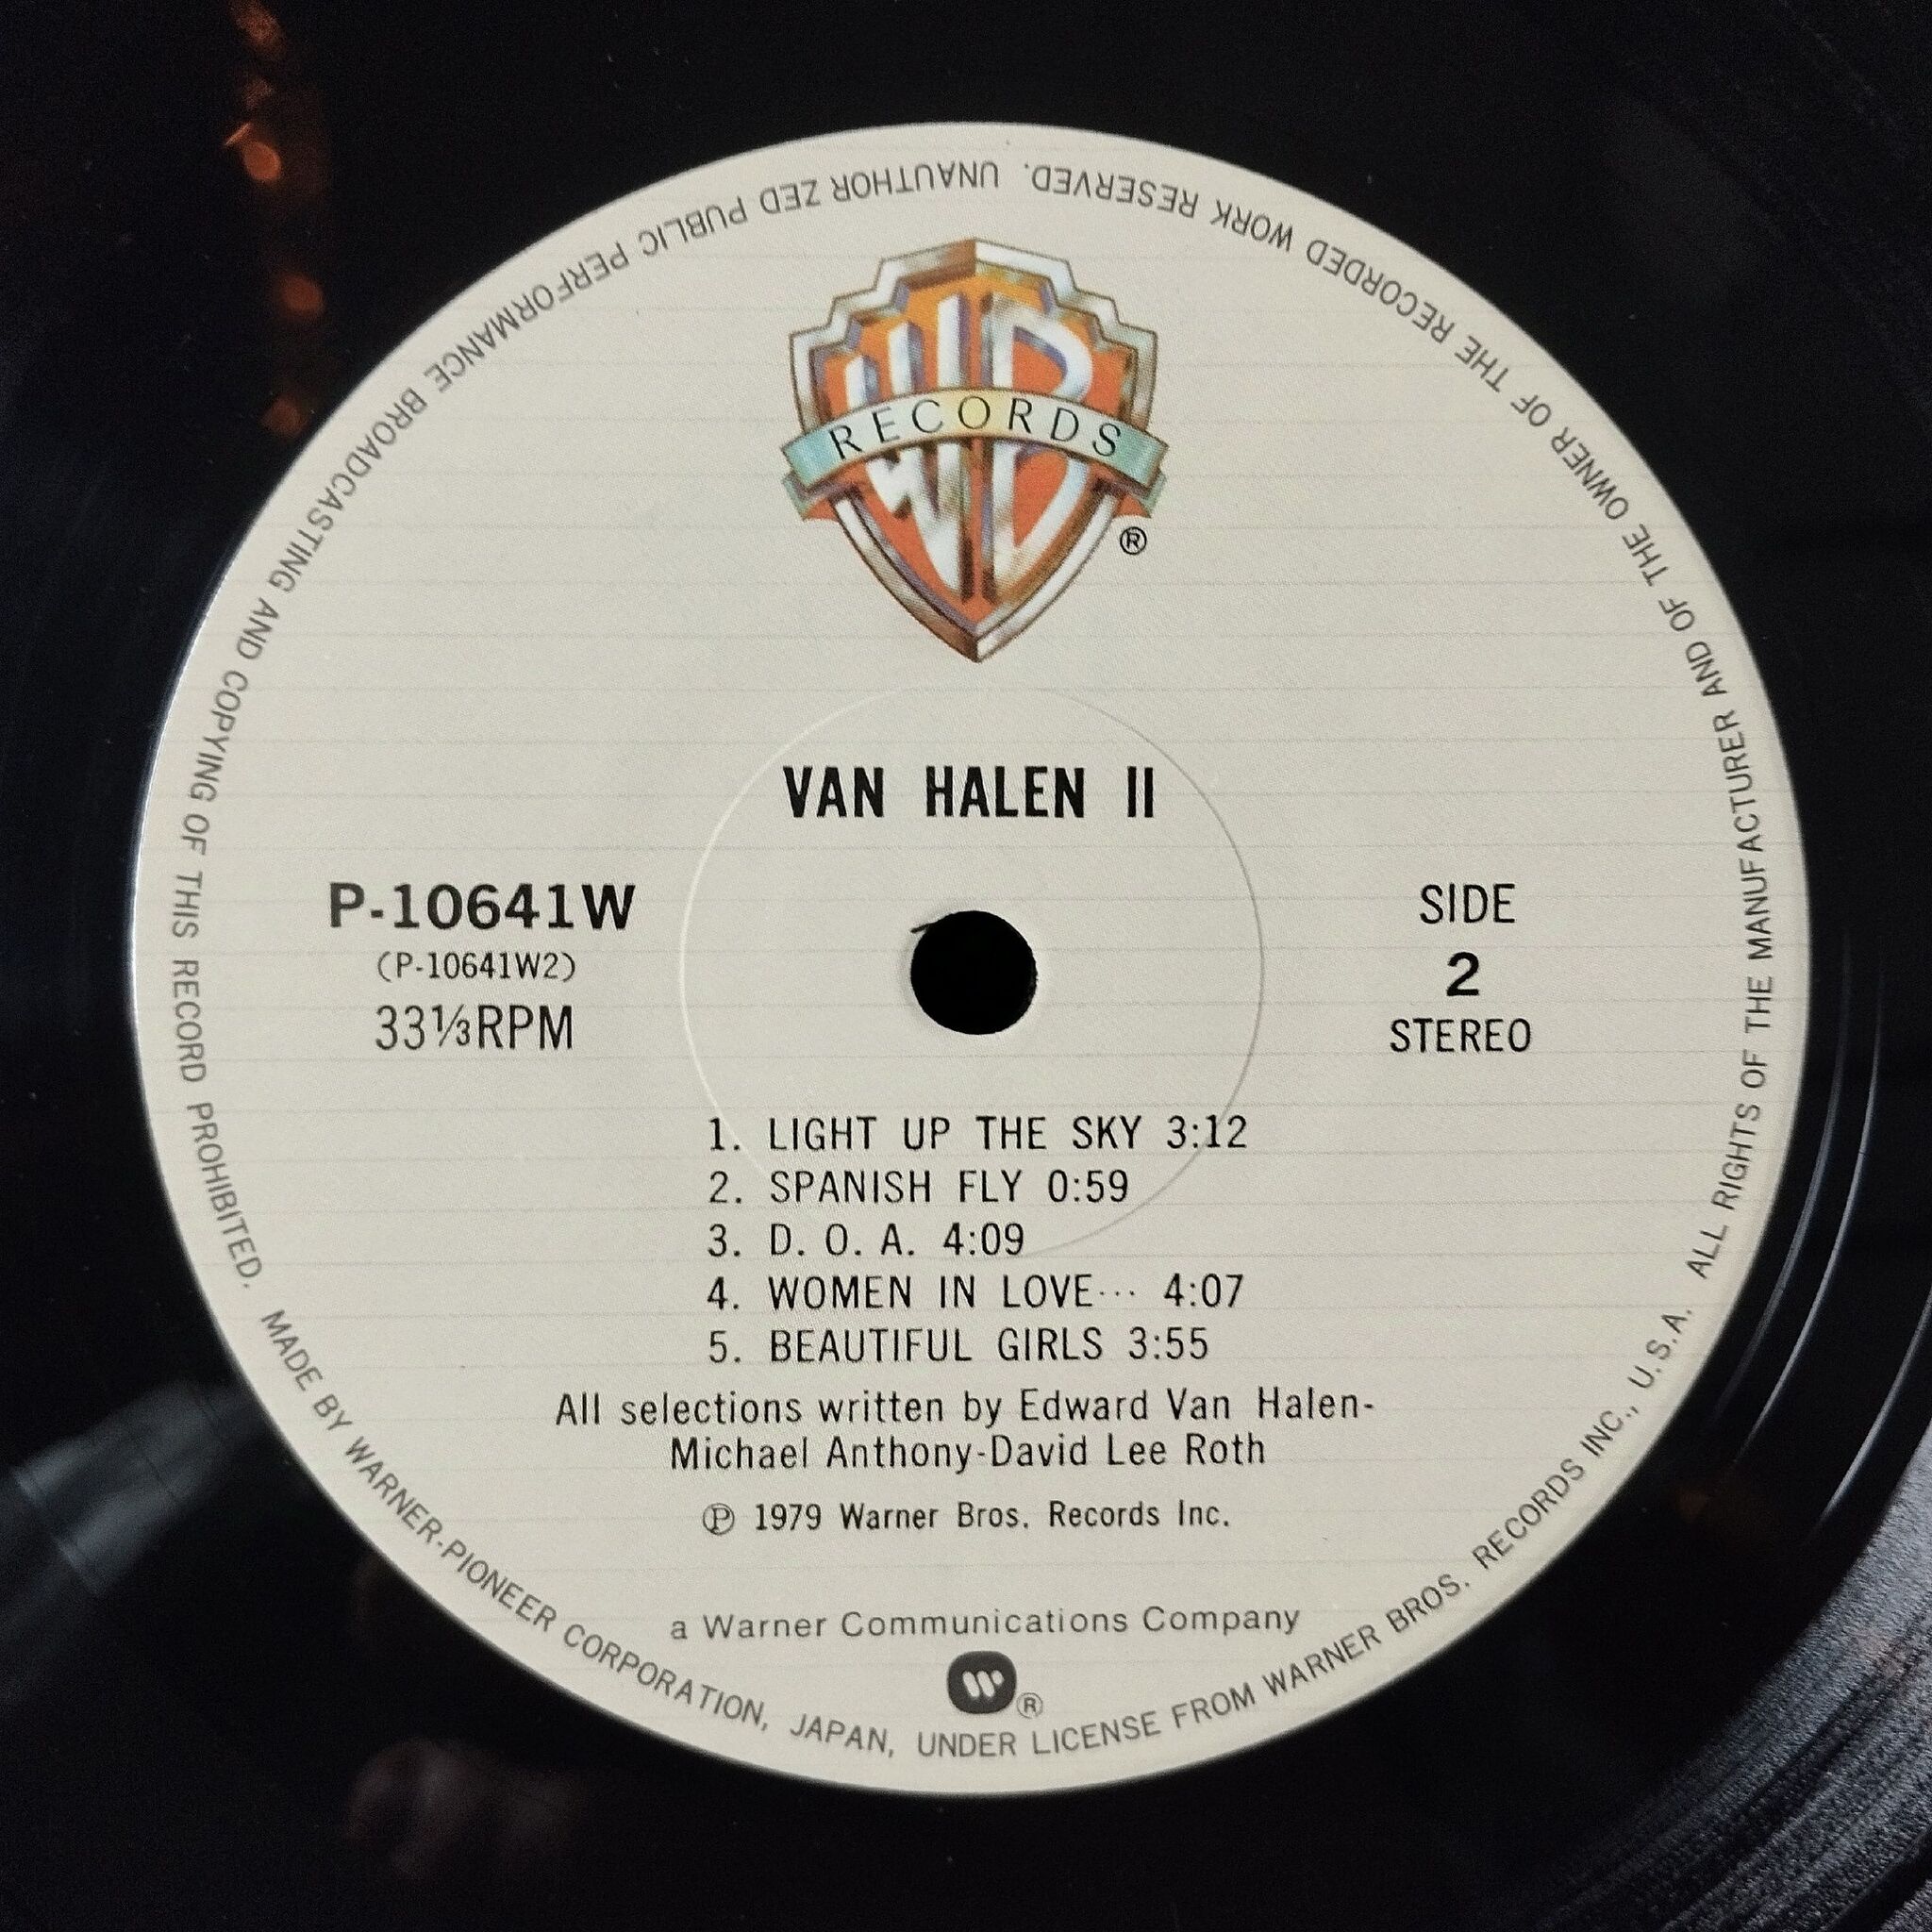 WB
RECORDS
®
VAN HALEN II
P-10641W
(P-10641W2)
33⅓RPM
SIDE
2
STEREO
1. LIGHT UP THE SKY 3:12
2. SPANISH FLY 0:59
3. D. O. A. 4:09
4. WOMEN IN LOVE··· 4:07
5. BEAUTIFUL GIRLS 3:55
All selections written by Edward Van Halen-
Michael Anthony-David Lee Roth
℗ 1979 Warner Bros. Records Inc.
a Warner Communications Company
®
MADE BY WARNER-PIONEER CORPORATION, JAPAN, UNDER LICENSE FROM WARNER BROS. RECORDS INC., U.S.A. ALL RIGHTS OF THE MANUFACTURER AND OF THE OWNER OF THE RECORDED WORK RESERVED. UNAUTHOR ZED PUBLIC PERFORMANCE BROADCASTING AND COPYING OF THIS RECORD PROHIBITED.